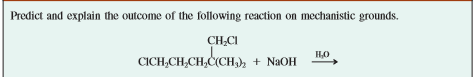 Predict and explain the outcome of the following reaction on mechanistic grounds.
CH₂Cl
ClCH₂CH₂CH₂C(CH₃)₂ + NaOH H₂O